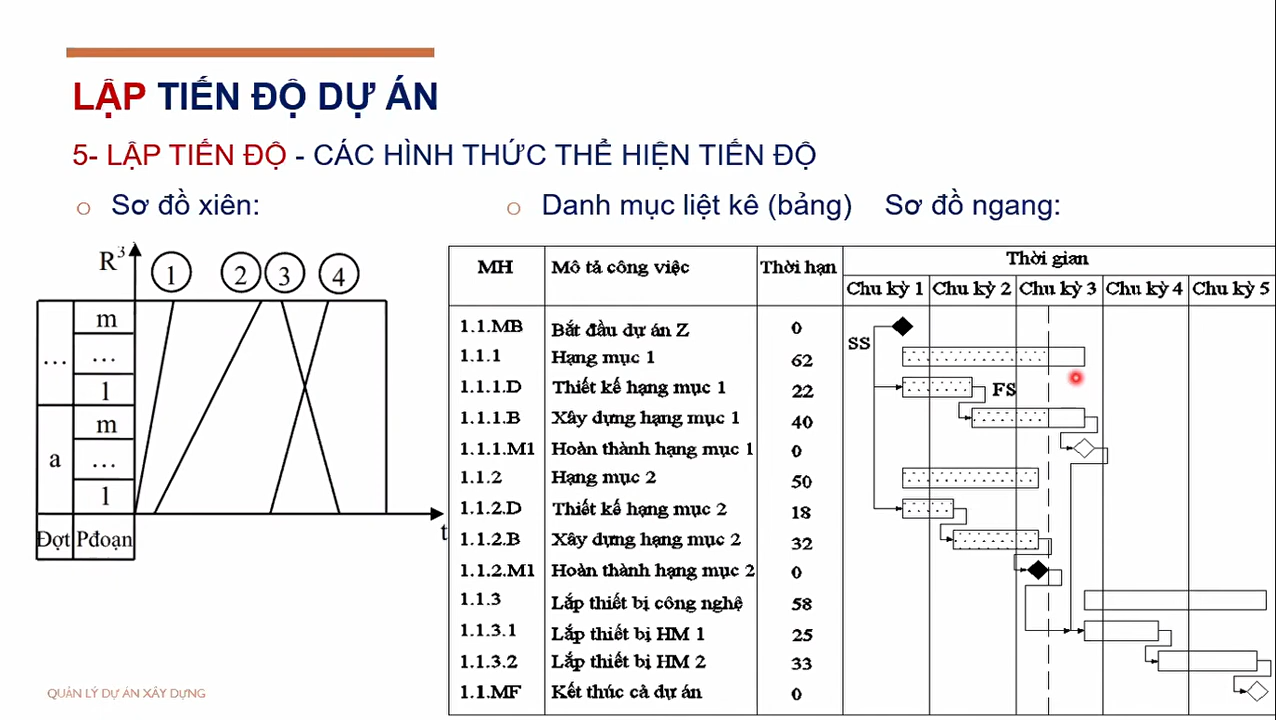 LẬP TIẾN ĐỘ DỰ ÁN
5- LẬP TIẾN ĐỘ - CÁC HÌNH THỨC THỂ HIỆN TIẾN ĐỘ
Sơ đồ xiên:
Danh mục liệt kê (bảng) Sơ đồ ngang:
R³ 1 2 3 4
m
... ...
1
m
a ...
1
Đợt Pđoạn
t
MH Mô tả công việc Thời hạn Thời gian
Chu kỳ 1 Chu kỳ 2 Chu kỳ 3 Chu kỳ 4 Chu kỳ 5
1.1.MB Bắt đầu dự án Z 0
SS
1.1.1 Hạng mục 1 62
1.1.1.D Thiết kế hạng mục 1 22 FS
1.1.1.B Xây dựng hạng mục 1 40
1.1.1.M1 Hoàn thành hạng mục 1 0
1.1.2 Hạng mục 2 50
1.1.2.D Thiết kế hạng mục 2 18
1.1.2.B Xây dựng hạng mục 2 32
1.1.2.M1 Hoàn thành hạng mục 2 0
1.1.3 Lắp thiết bị công nghệ 58
1.1.3.1 Lắp thiết bị HM 1 25
1.1.3.2 Lắp thiết bị HM 2 33
1.1.MF Kết thúc cả dự án 0
QUẢN LÝ DỰ ÁN XÂY DỰNG